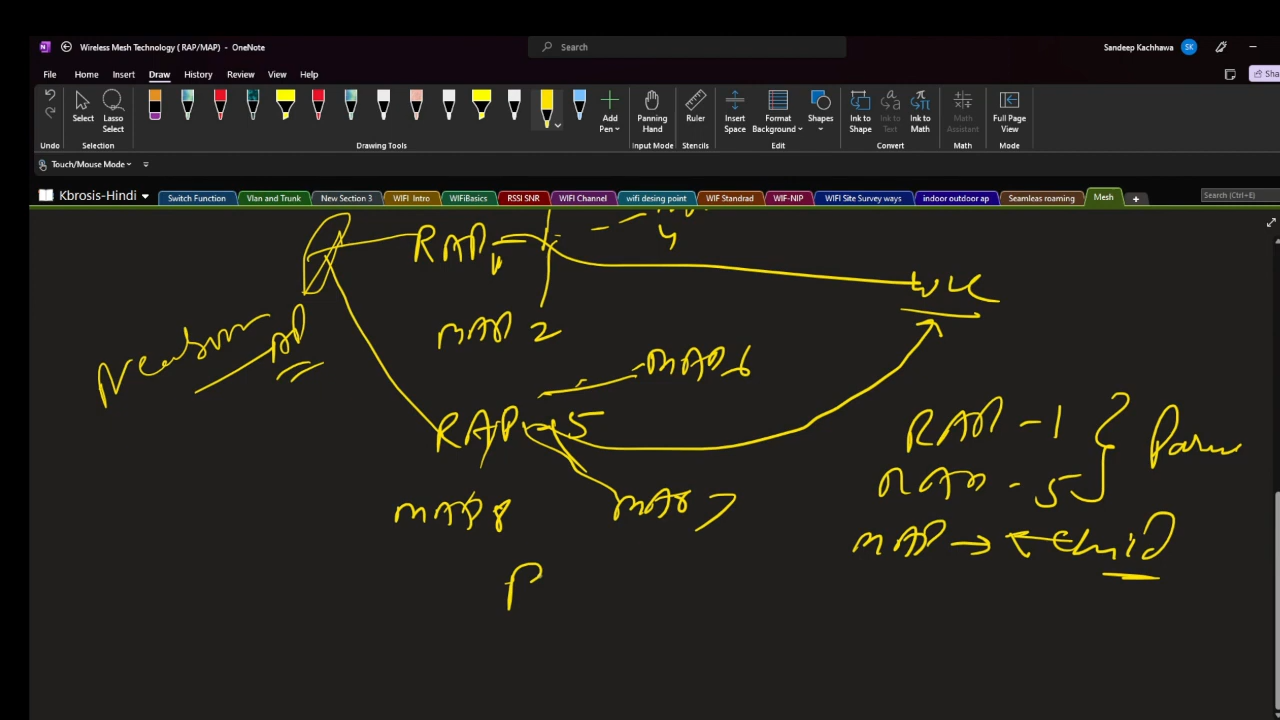 Wireless Mesh Technology ( RAP/MAP) - OneNote
Search
Sandeep Kachhawa
SK
File Home Insert Draw History Review View Help
Sha
Select
Lasso Select
Add Pen
Panning Hand
Ruler
Insert Space
Format Background
Shapes
Ink to Shape
Ink to Text
Ink to Math
Math Assistant
Full Page View
Undo Selection Drawing Tools Input Mode Stencils Edit Convert Math Mode
Touch/Mouse Mode
Kbrosis-Hindi
Switch Function Vlan and Trunk New Section 3 WIFI Intro WiFiBasics RSSI SNR WIFI Channel wifi desing point WIF Standrad WIF-NIP WIFI Site Survey ways indoor outdoor ap Seamless roaming Mesh
Search (Ctrl+E)
4
RAP 1
WLC
MAP 2
MAP 6
RAP - 5
RAP - 1
RAP - 5
MAP 8
MAP 7
MAP → Child
P